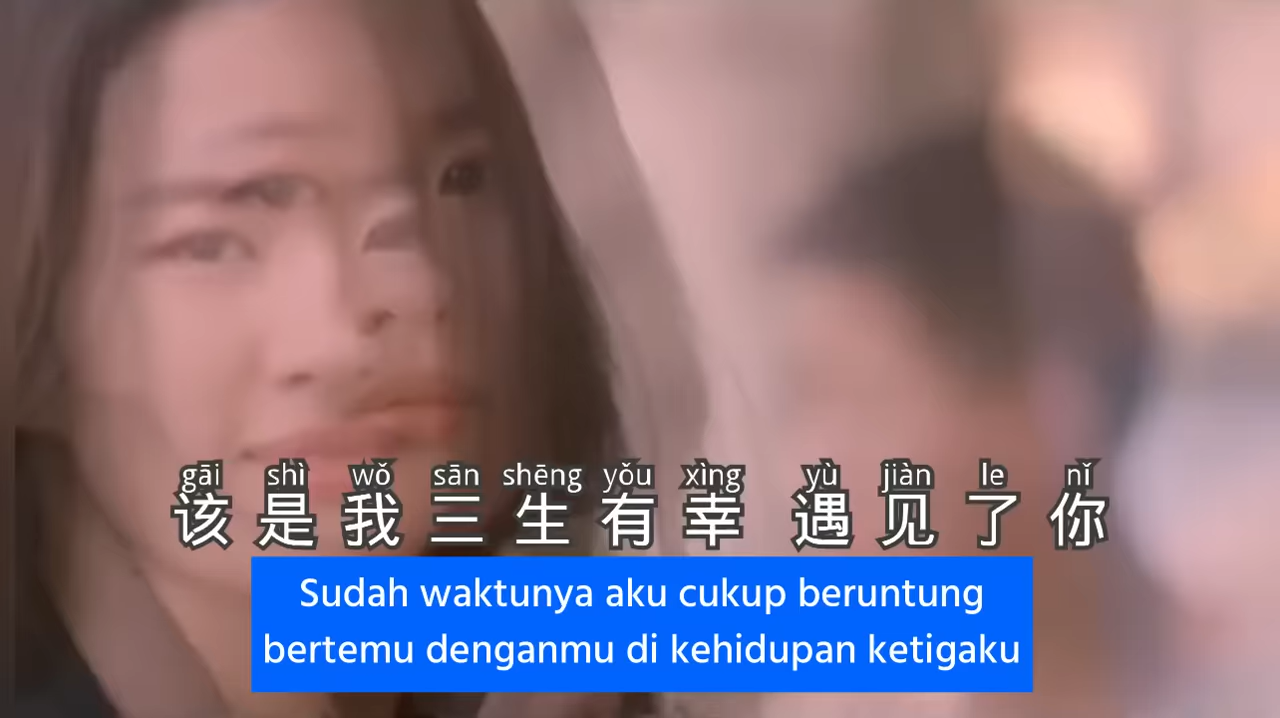 gāi shì wǒ sān shēng yǒu xìng yù jiàn le nǐ
该是我三生有幸 遇见了你
Sudah waktunya aku cukup beruntung
bertemu denganmu di kehidupan ketigaku